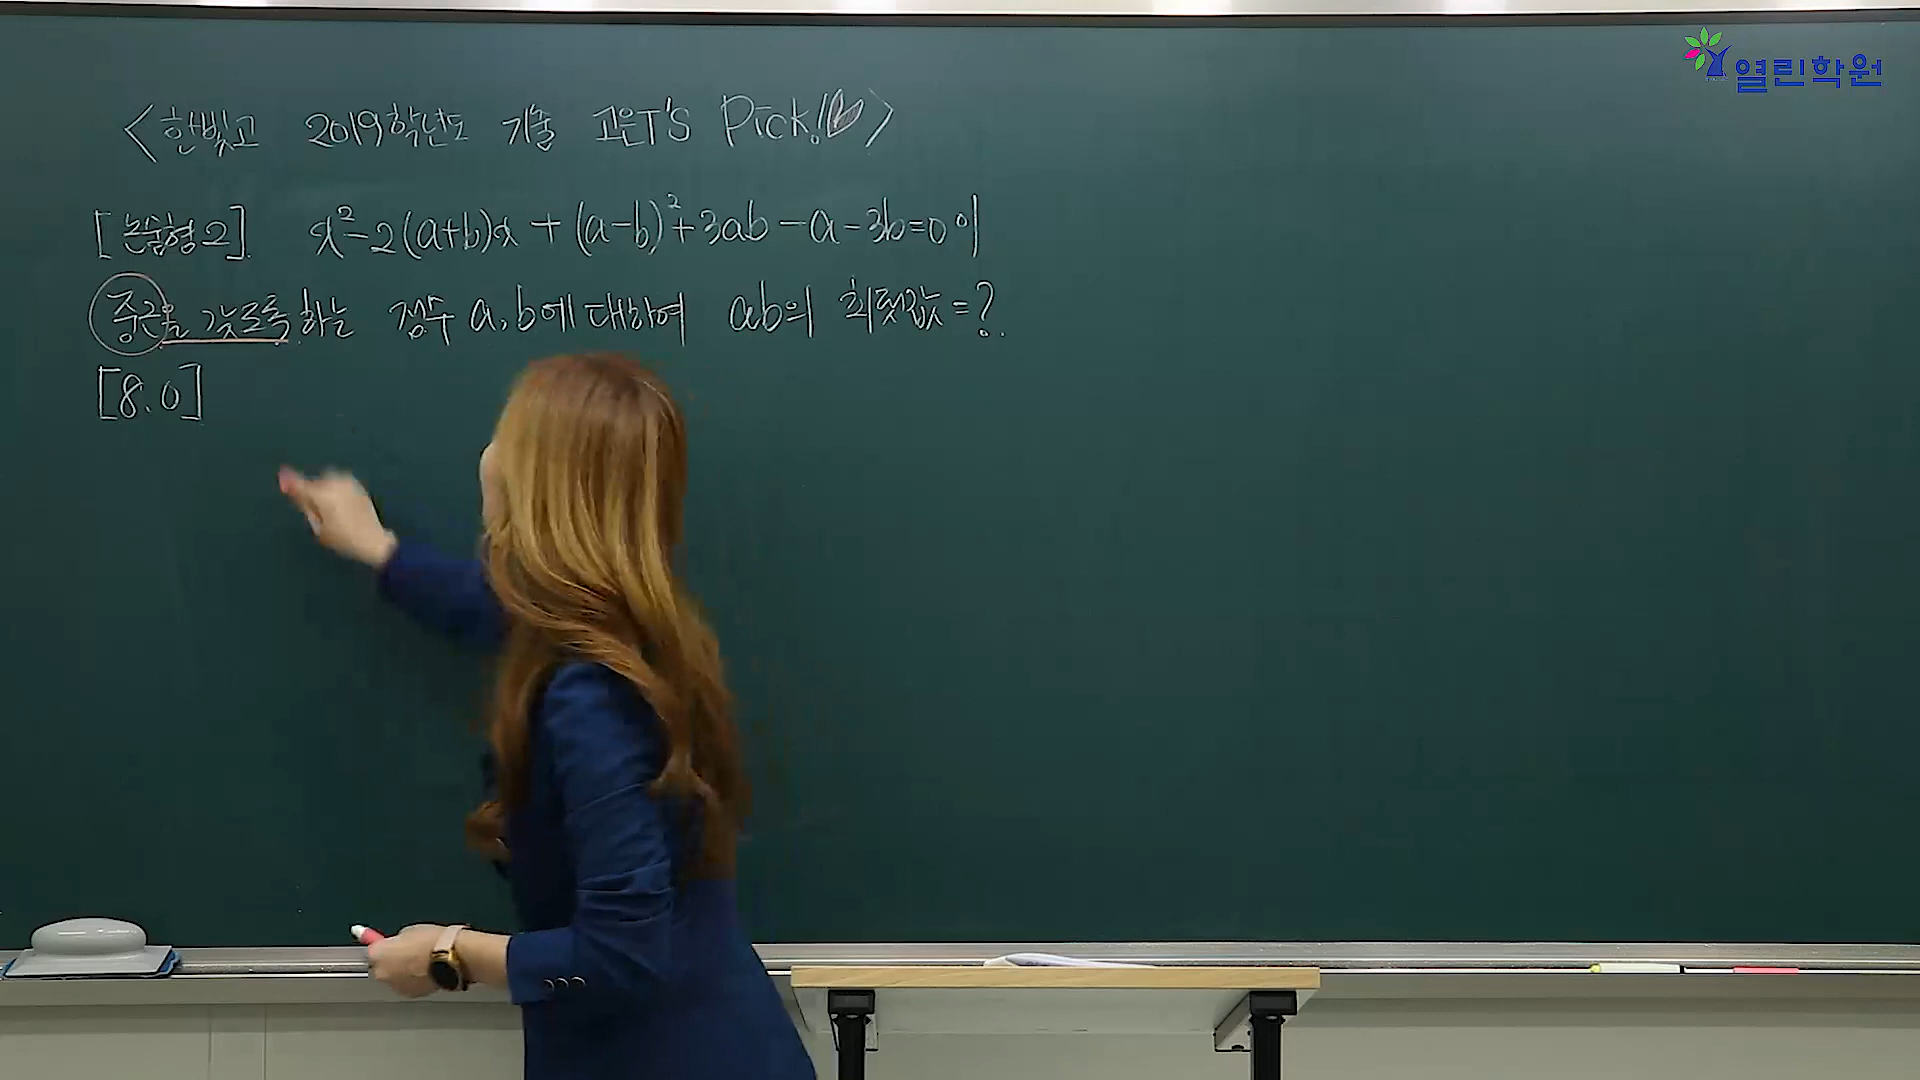 열린학원
<한빛고 2019학년도 기술 고은T'S Pick!>
[논술형2]. x²-2(a+b)x+(a-b)²+3ab-a-3b=0이
중근을 갖도록 하는 정수 a, b에 대하여 ab의 최댓값=?
[8.0]